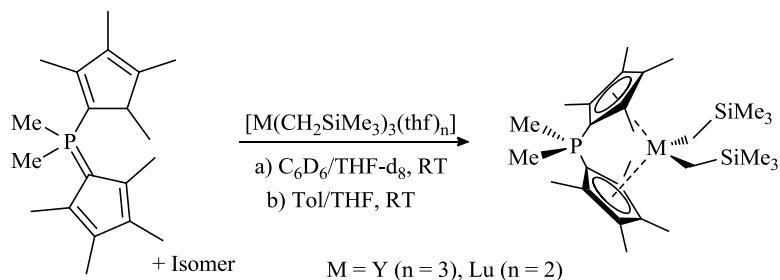 Me
Me
P
+ Isomer
[M(CH₂SiMe₃)₃(thf)ₙ]
a) C₆D₆/THF-d₈, RT
b) Tol/THF, RT
Me
Me
P
M
SiMe₃
SiMe₃
M = Y (n = 3), Lu (n = 2)